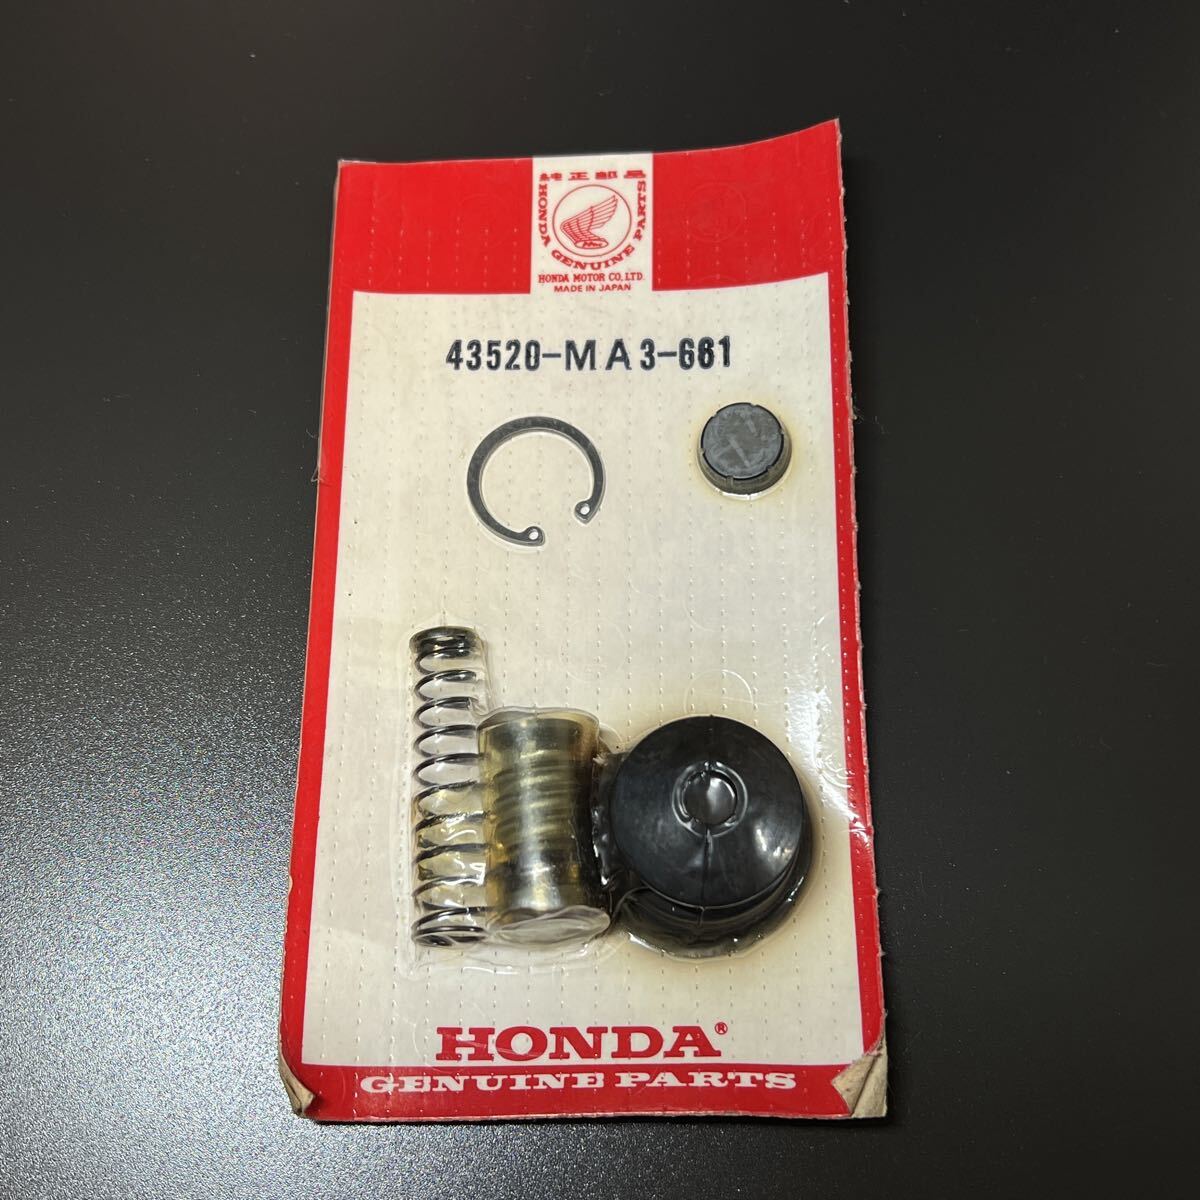 純正部品
HONDA GENUINE PARTS
HONDA MOTOR CO., LTD.
MADE IN JAPAN
43520-MA3-661
HONDA®
GENUINE PARTS